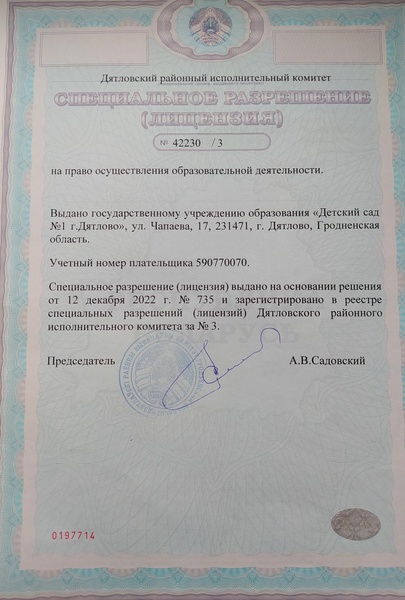 Дятловский районный исполнительный комитет
СПЕЦИАЛЬНОЕ РАЗРЕШЕНИЕ
(ЛИЦЕНЗИЯ)
№ 42230 / 3
на право осуществления образовательной деятельности.
Выдано государственному учреждению образования «Детский сад
№1 г.Дятлово», ул. Чапаева, 17, 231471, г. Дятлово, Гродненская
область.
Учетный номер плательщика 590770070.
Специальное разрешение (лицензия) выдано на основании решения
от 12 декабря 2022 г. № 735 и зарегистрировано в реестре
специальных разрешений (лицензий) Дятловского районного
исполнительного комитета за № 3.
Председатель А.В.Садовский
0197714